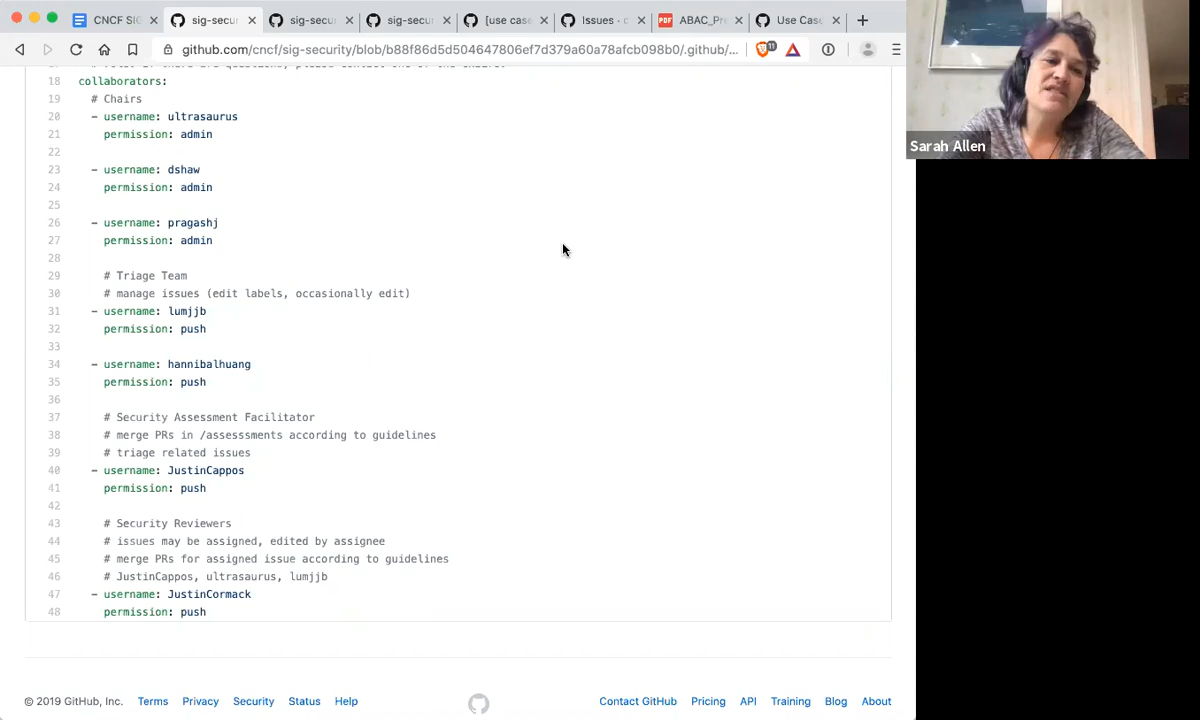 CNCF SIG
sig-secur
sig-secur
sig-secur
[use case
Issues · c
PDF
ABAC_Pre
Use Case
github.com/cncf/sig-security/blob/b88f86d5d504647806ef7d379a60a78afcb098b0/.github/...
11
Sarah Allen
18 collaborators:
19 # Chairs
20 - username: ultrasaurus
21 permission: admin
22
23 - username: dshaw
24 permission: admin
25
26 - username: pragashj
27 permission: admin
28
29 # Triage Team
30 # manage issues (edit labels, occasionally edit)
31 - username: lumjjb
32 permission: push
33
34 - username: hannibalhuang
35 permission: push
36
37 # Security Assessment Facilitator
38 # merge PRs in /assesssments according to guidelines
39 # triage related issues
40 - username: JustinCappos
41 permission: push
42
43 # Security Reviewers
44 # issues may be assigned, edited by assignee
45 # merge PRs for assigned issue according to guidelines
46 # JustinCappos, ultrasaurus, lumjjb
47 - username: JustinCormack
48 permission: push
© 2019 GitHub, Inc. Terms Privacy Security Status Help Contact GitHub Pricing API Training Blog About